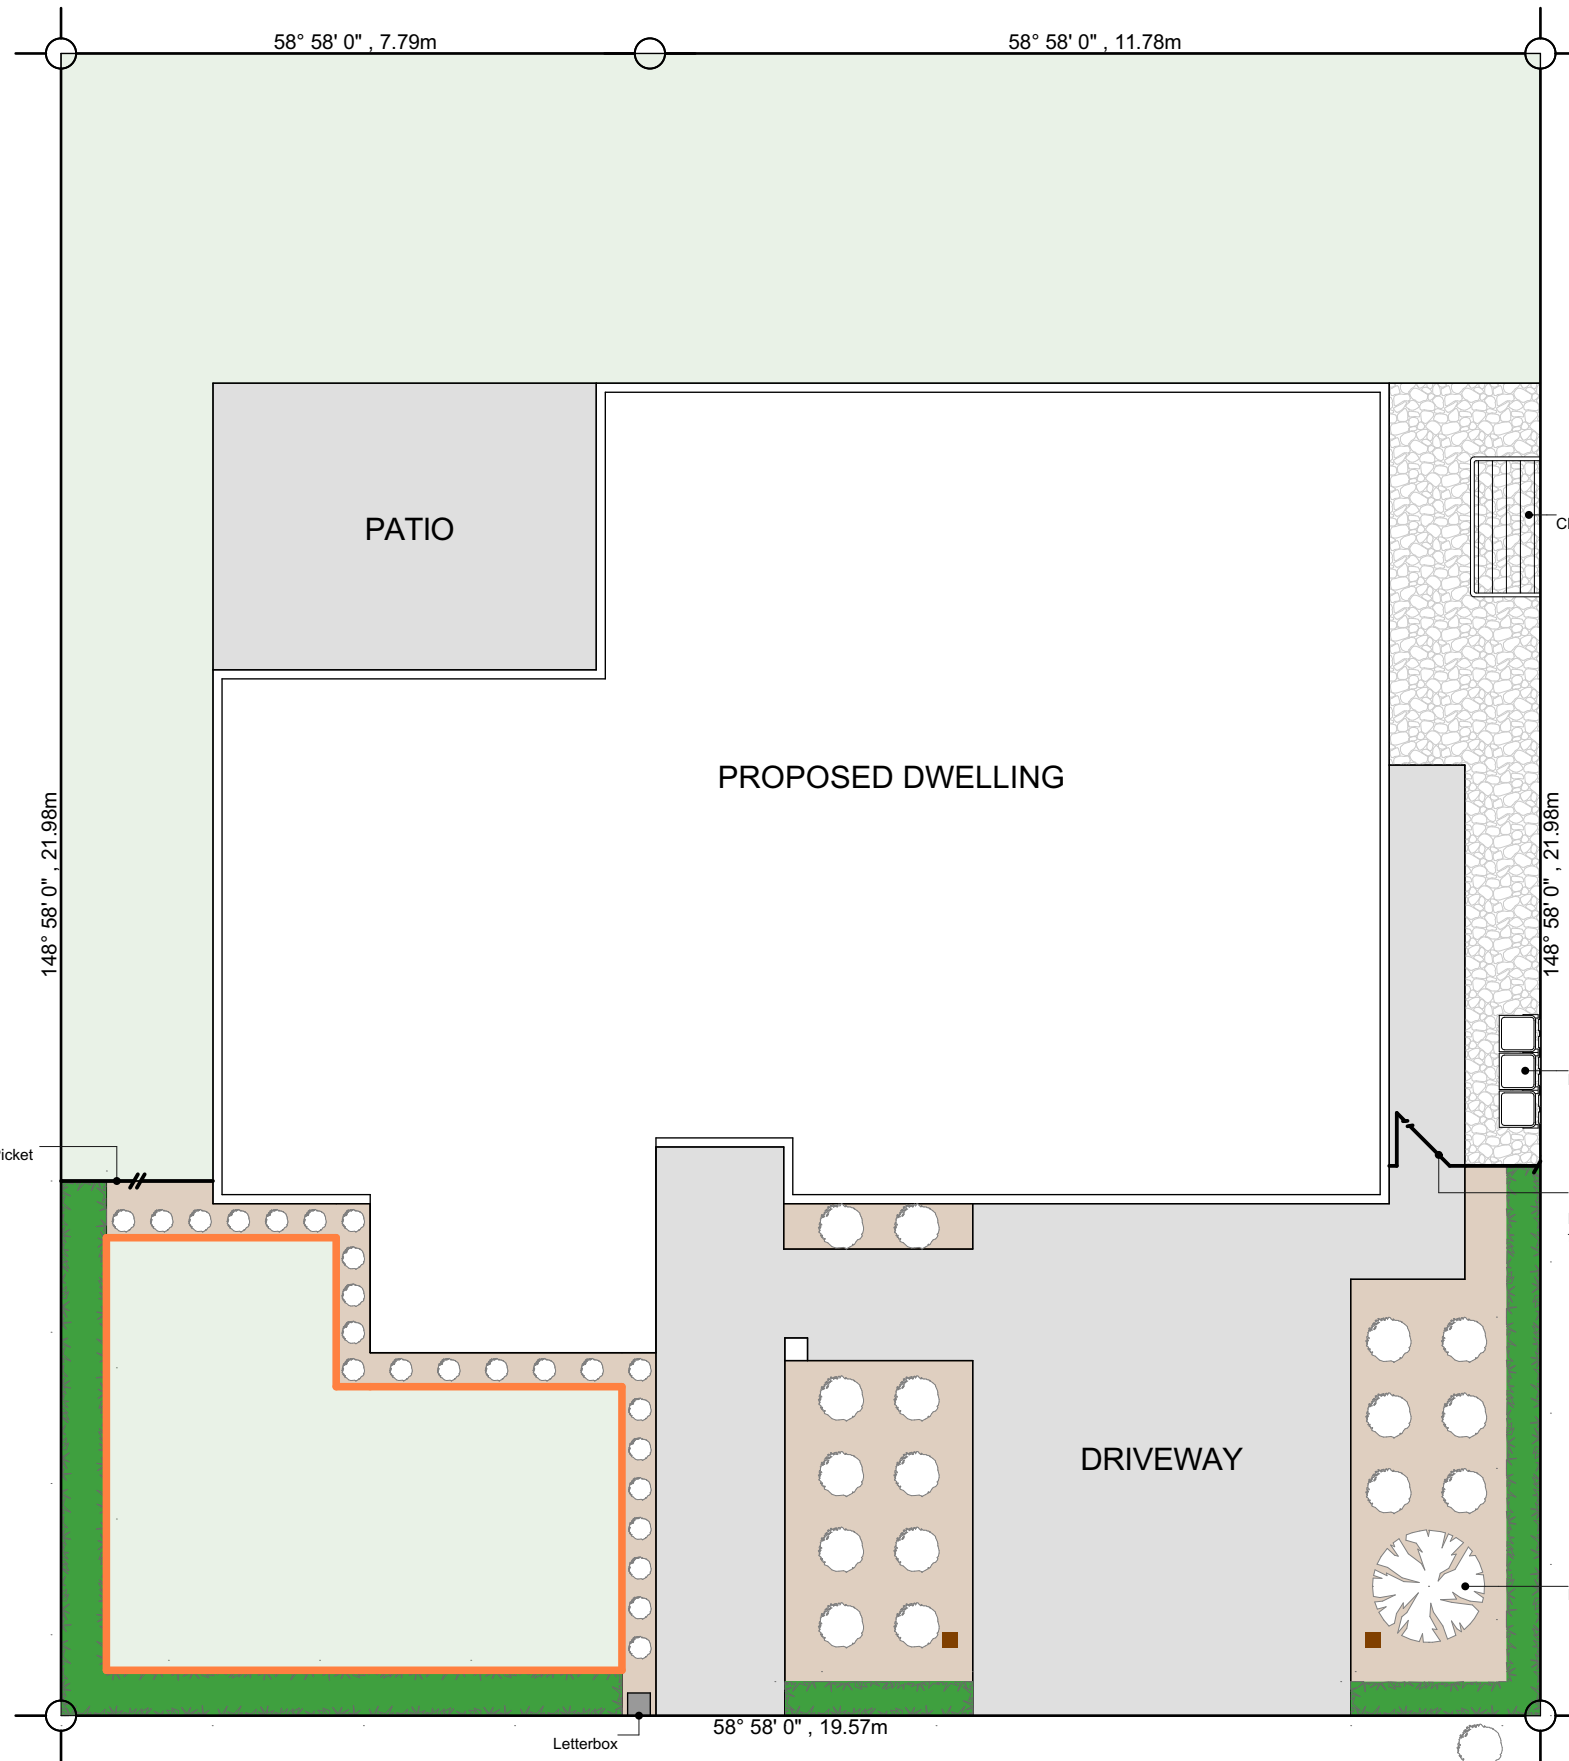 58° 58' 0" , 7.79m
58° 58' 0" , 11.78m
PATIO
PROPOSED DWELLING
148° 58' 0" , 21.98m
148° 58' 0" , 21.98m
DRIVEWAY
58° 58' 0" , 19.57m
Letterbox